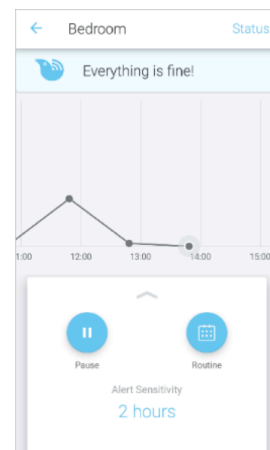 Bedroom Status
Everything is fine!
1:00 12:00 13:00 14:00 15:00
Pause Routine
Alert Sensitivity
2 hours